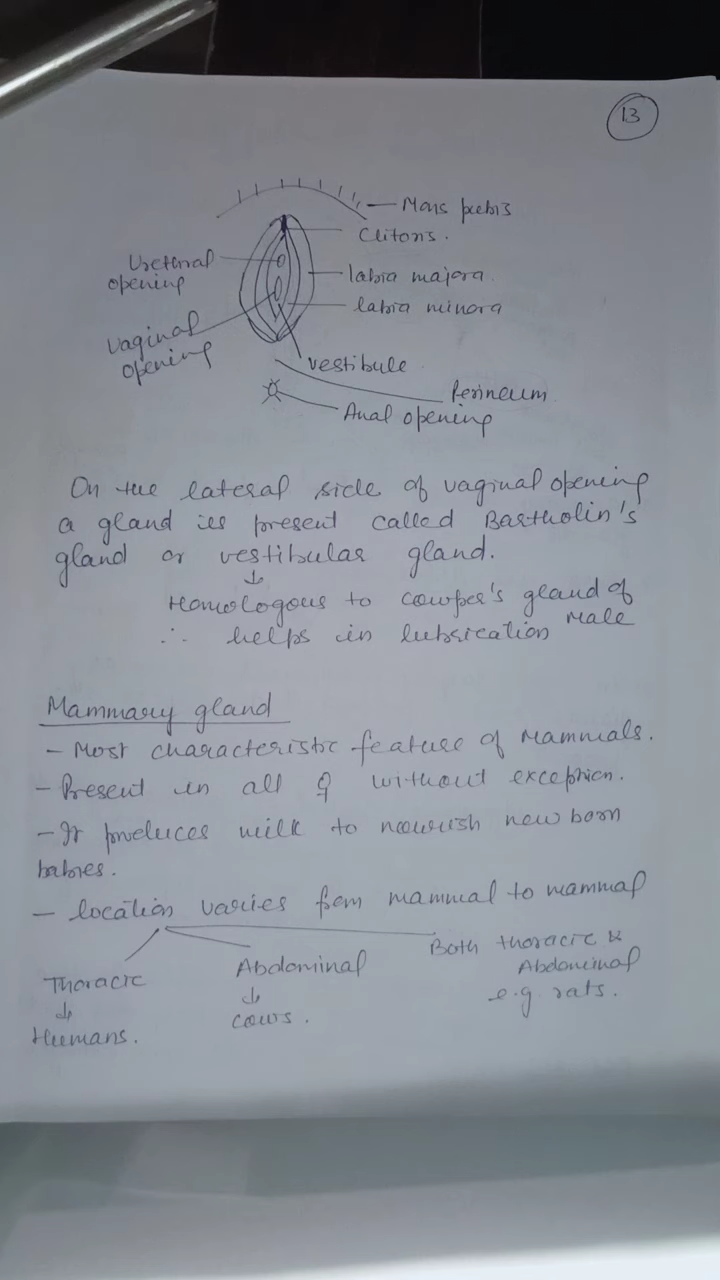 13
Mons pubis
Clitoris.
Urethral
opening
labia majora
labia minora
Vaginal
opening
vestibule
Perineum
Anal opening
On the lateral side of vaginal opening
a gland is present called Bartholin's
gland or vestibular gland.
↓
Homologous to cowper's gland of
Male
∴ helps in lubrication
Mammary gland
- Most characteristic feature of Mammals.
- Present in all ♀ without exception.
- It produces milk to nourish new born
babies.
- location varies from mammal to mammal
Thoracic
↓
Humans.
Abdominal
↓
cows.
Both thoracic &
Abdominal
e.g rats.